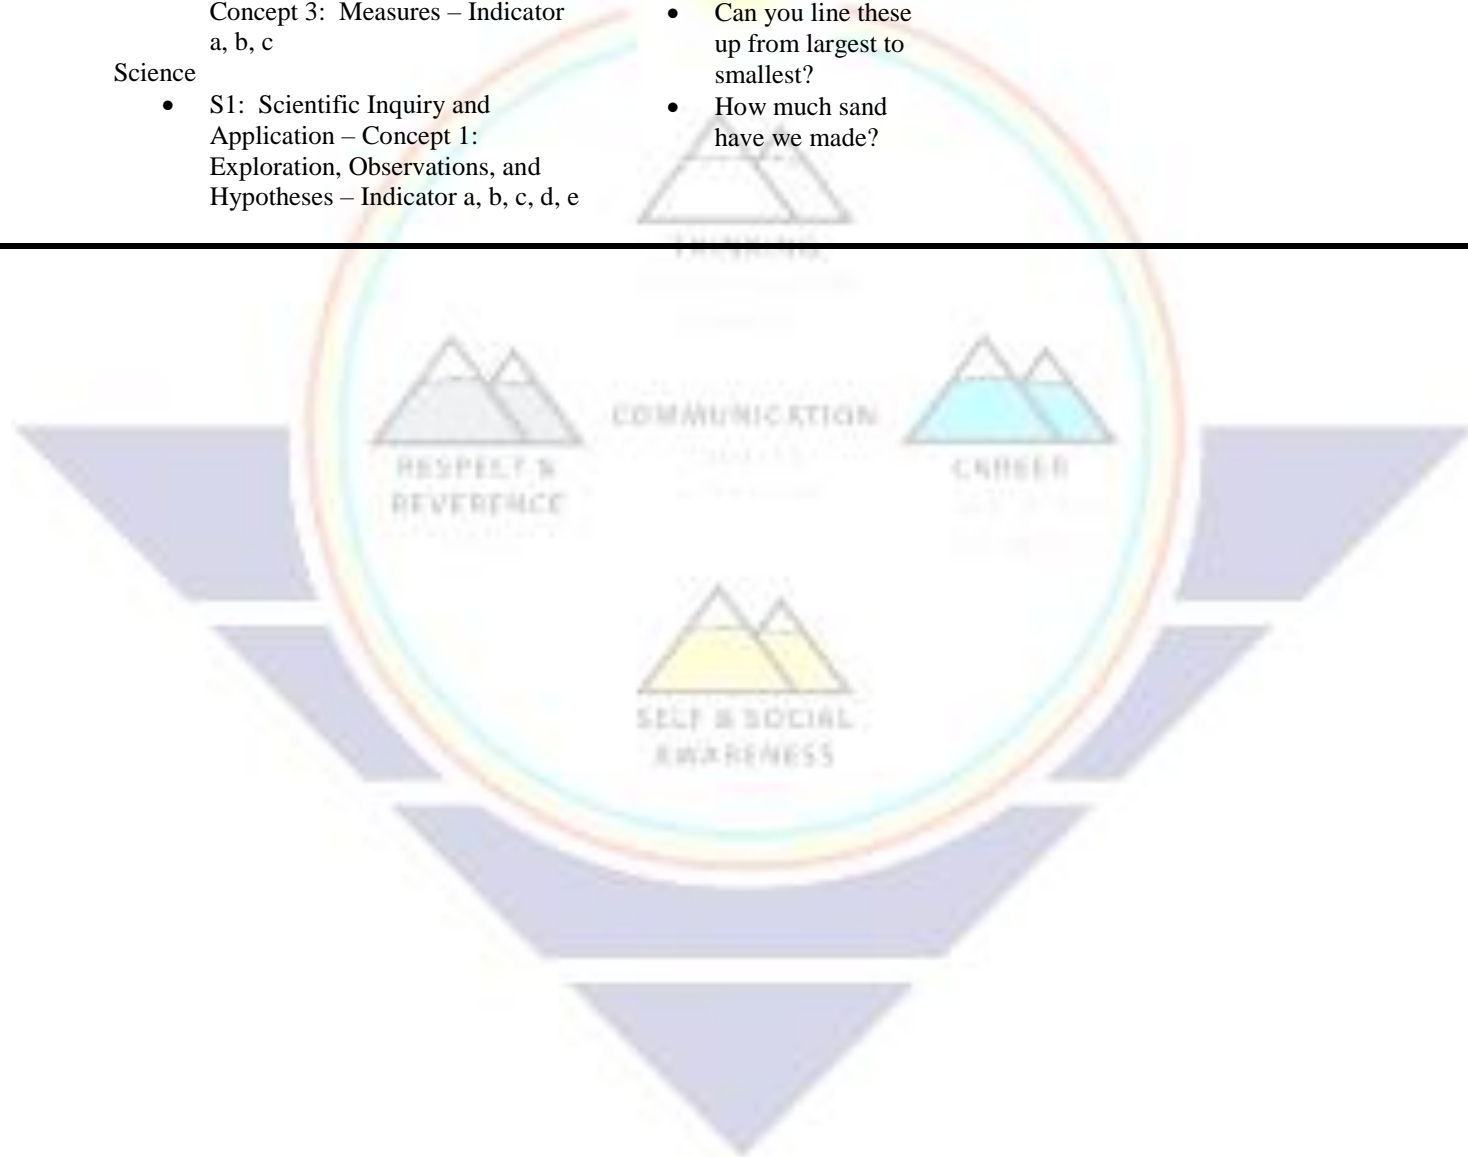 Concept 3: Measures – Indicator
a, b, c
Science
• S1: Scientific Inquiry and
Application – Concept 1:
Exploration, Observations, and
Hypotheses – Indicator a, b, c, d, e
• Can you line these
up from largest to
smallest?
• How much sand
have we made?
THINKING
COMMUNICATION
RESPECT &
REVERENCE
CAREER
SELF & SOCIAL
AWARENESS